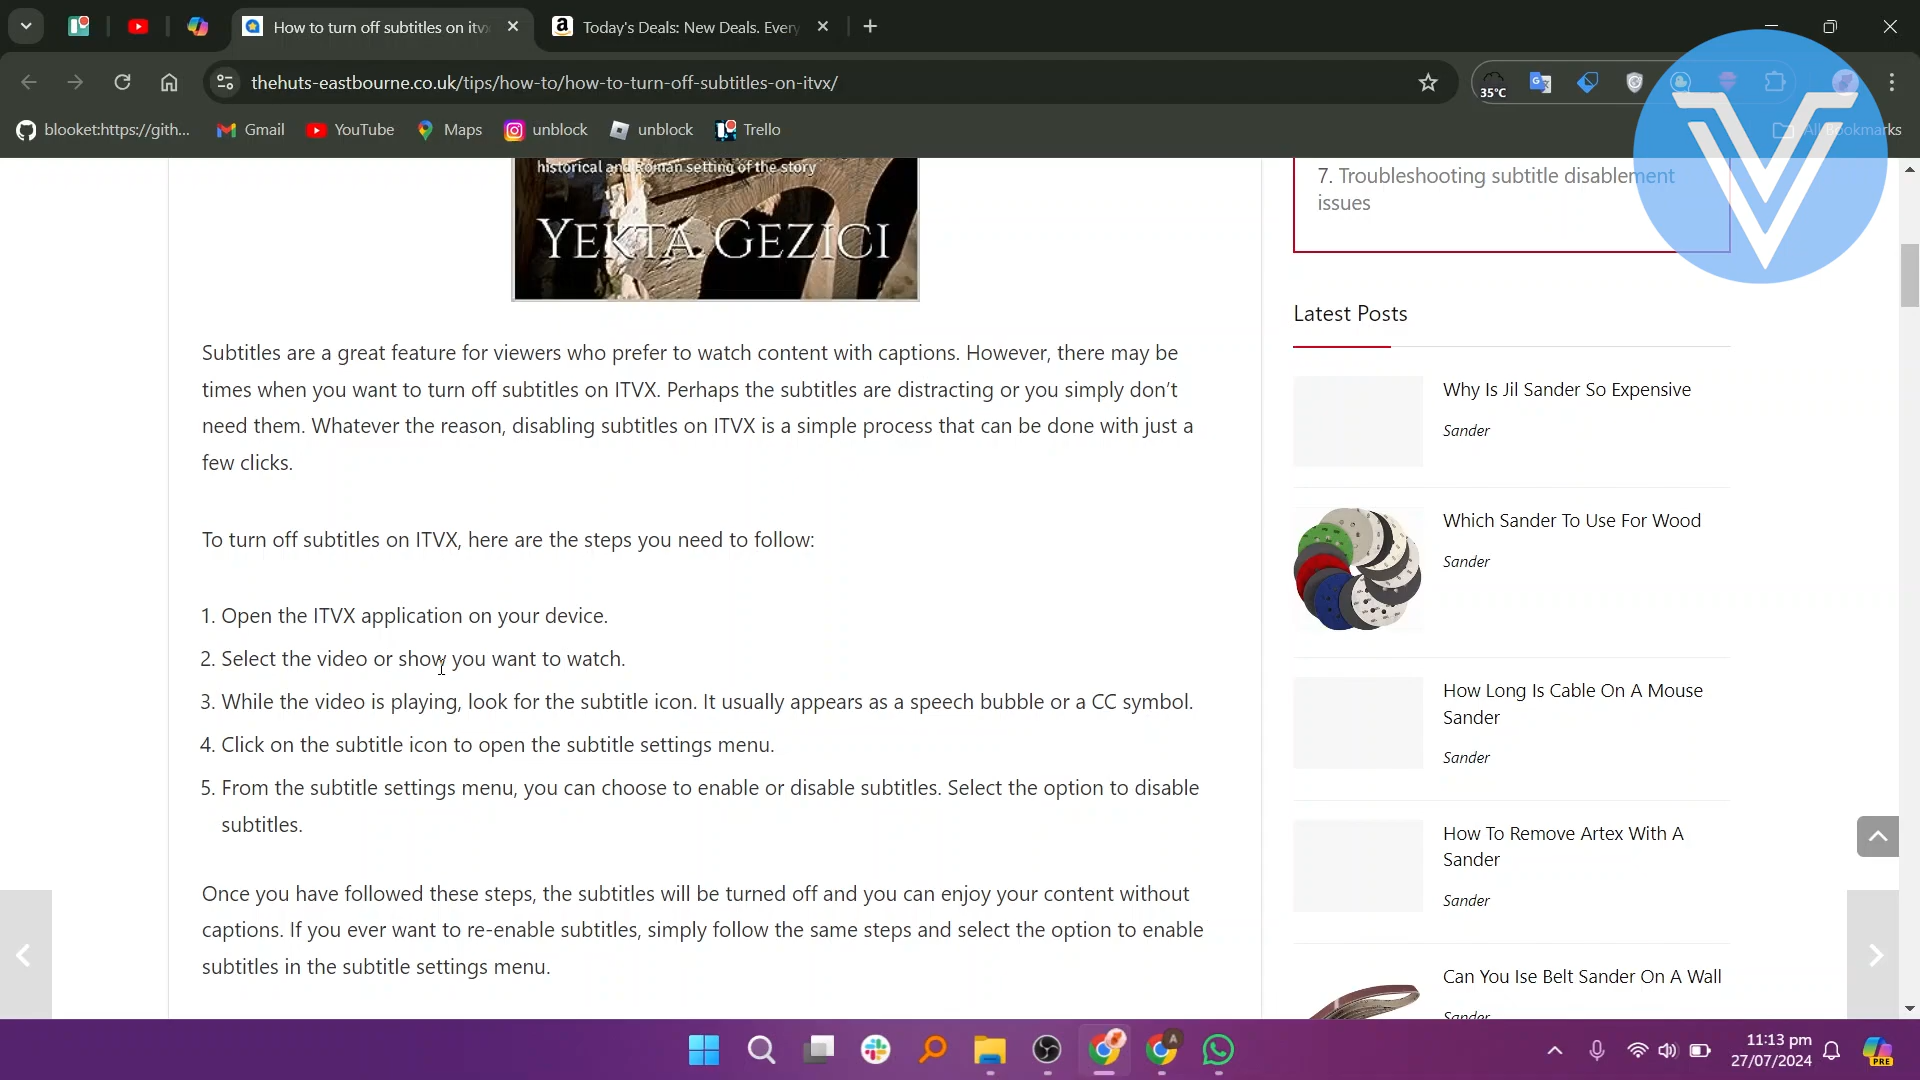 How to turn off subtitles on itv
Today's Deals: New Deals. Every
thehuts-eastbourne.co.uk/tips/how-to/how-to-turn-off-subtitles-on-itvx/
35°C
blooket:https://gith...
Gmail
YouTube
Maps
unblock
unblock
Trello
All Bookmarks
historical and Roman setting of the story
YEKTA GEZICI
7. Troubleshooting subtitle disablement
issues
Subtitles are a great feature for viewers who prefer to watch content with captions. However, there may be
times when you want to turn off subtitles on ITVX. Perhaps the subtitles are distracting or you simply don’t
need them. Whatever the reason, disabling subtitles on ITVX is a simple process that can be done with just a
few clicks.
To turn off subtitles on ITVX, here are the steps you need to follow:
1. Open the ITVX application on your device.
2. Select the video or show you want to watch.
3. While the video is playing, look for the subtitle icon. It usually appears as a speech bubble or a CC symbol.
4. Click on the subtitle icon to open the subtitle settings menu.
5. From the subtitle settings menu, you can choose to enable or disable subtitles. Select the option to disable
subtitles.
Once you have followed these steps, the subtitles will be turned off and you can enjoy your content without
captions. If you ever want to re-enable subtitles, simply follow the same steps and select the option to enable
subtitles in the subtitle settings menu.
Latest Posts
Why Is Jil Sander So Expensive
Sander
Which Sander To Use For Wood
Sander
How Long Is Cable On A Mouse
Sander
Sander
How To Remove Artex With A
Sander
Sander
Can You Ise Belt Sander On A Wall
Sander
11:13 pm
27/07/2024
PRE